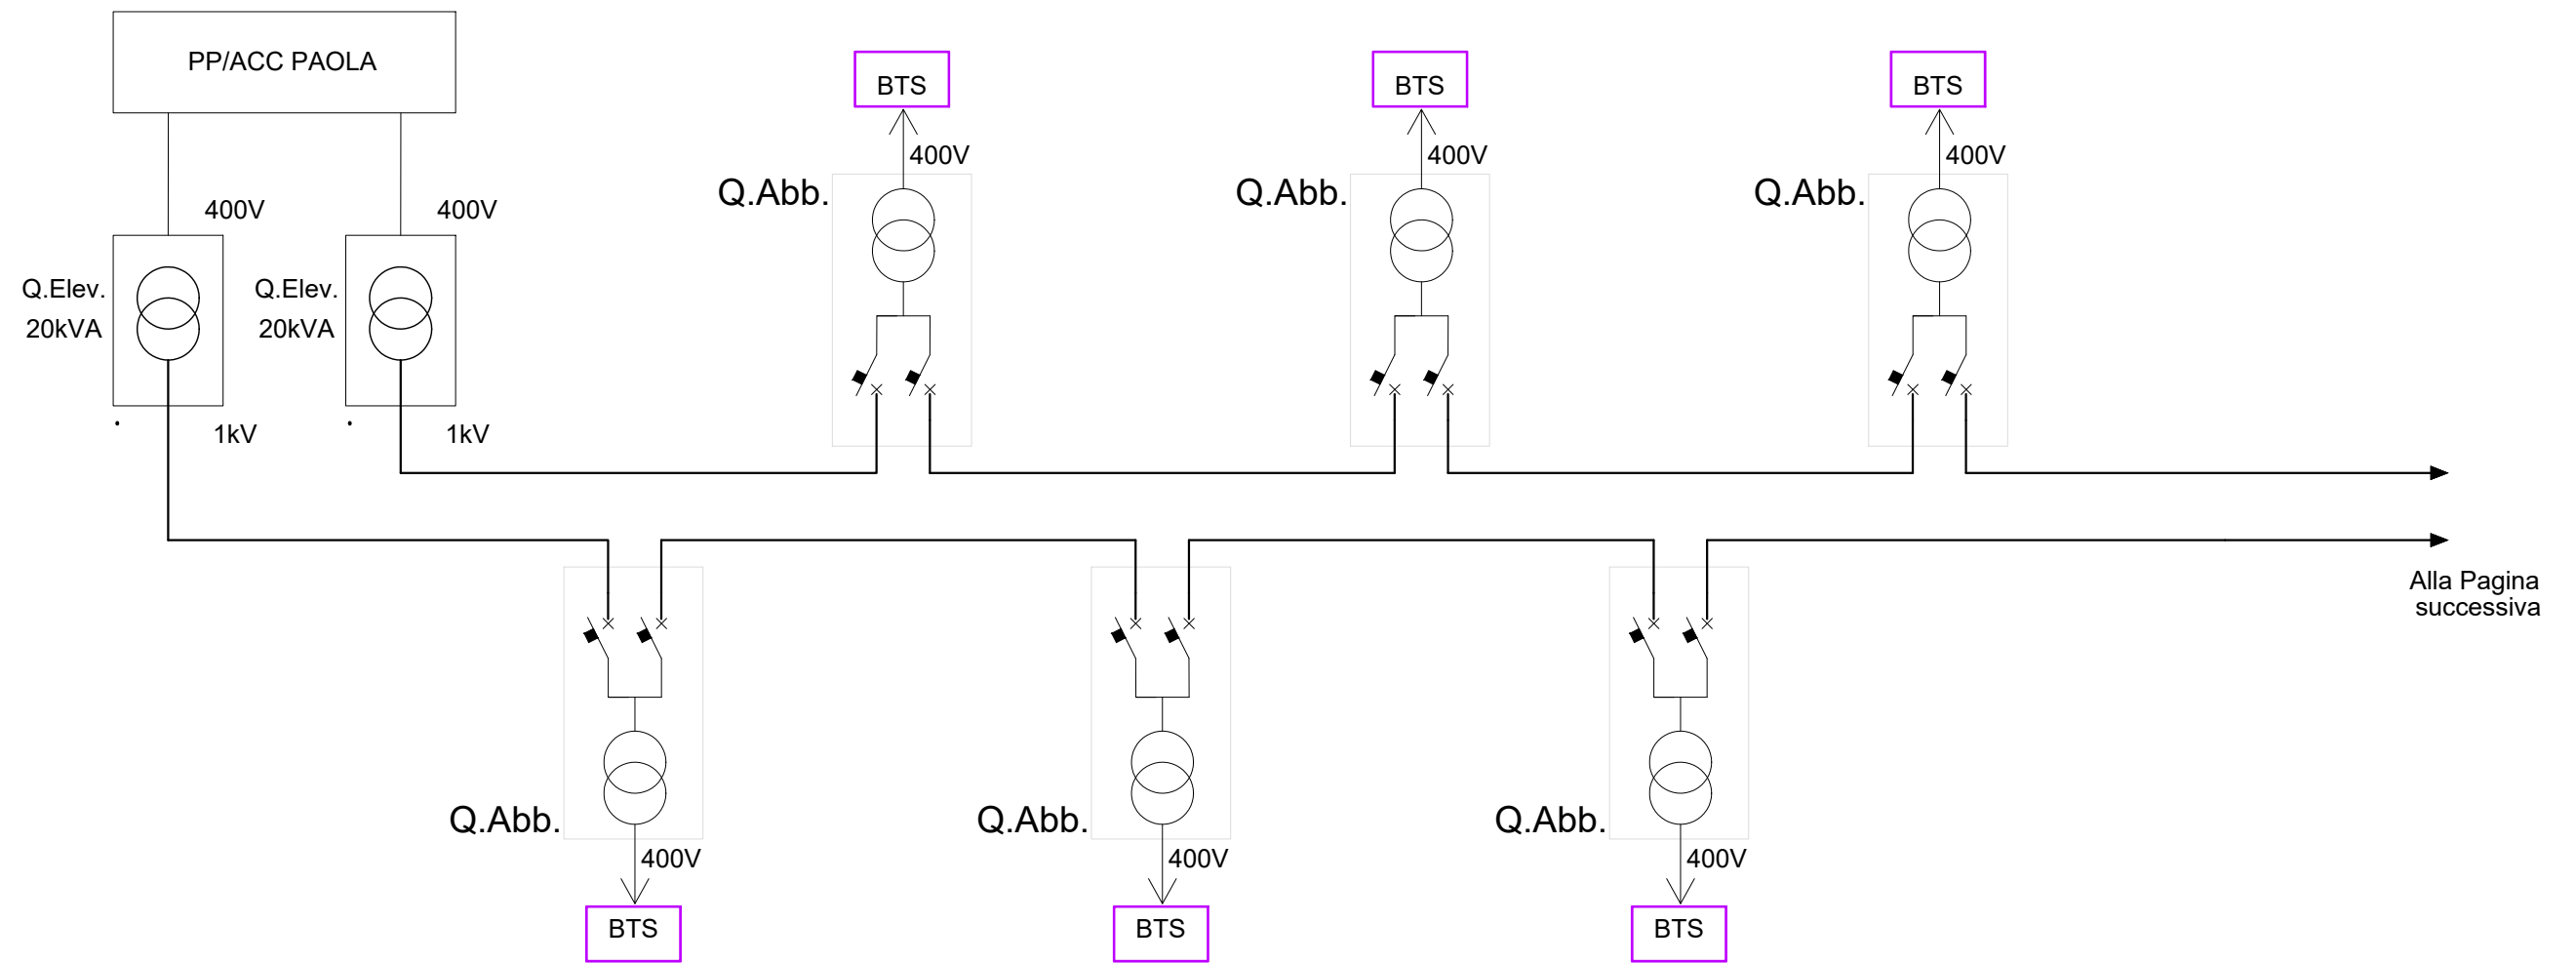 PP/ACC PAOLA
BTS
BTS
BTS
400V
400V
400V
Q.Abb.
Q.Abb.
Q.Abb.
400V
400V
Q.Elev.
20kVA
Q.Elev.
20kVA
1kV
1kV
Alla Pagina
successiva
Q.Abb.
Q.Abb.
Q.Abb.
400V
400V
400V
BTS
BTS
BTS